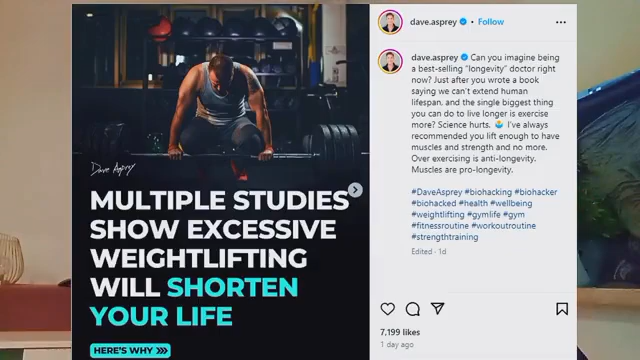 Dave Asprey
MULTIPLE STUDIES
SHOW EXCESSIVE
WEIGHTLIFTING
WILL SHORTEN
YOUR LIFE
HERE'S WHY
dave.asprey • Follow
dave.asprey Can you imagine being
a best-selling "longevity" doctor right
now? Just after you wrote a book
saying we can't extend human
lifespan, and the single biggest thing
you can do to live longer is exercise
more? Science hurts. 🤷 I've always
recommended you lift enough to have
muscles and strength and no more.
Over exercising is anti-longevity.
Muscles are pro-longevity.
#DaveAsprey #biohacking #biohacker
#biohacked #health #wellbeing
#weightlifting #gymlife #gym
#fitnessroutine #workoutroutine
#strengthtraining
Edited · 1d
7,199 likes
1 day ago